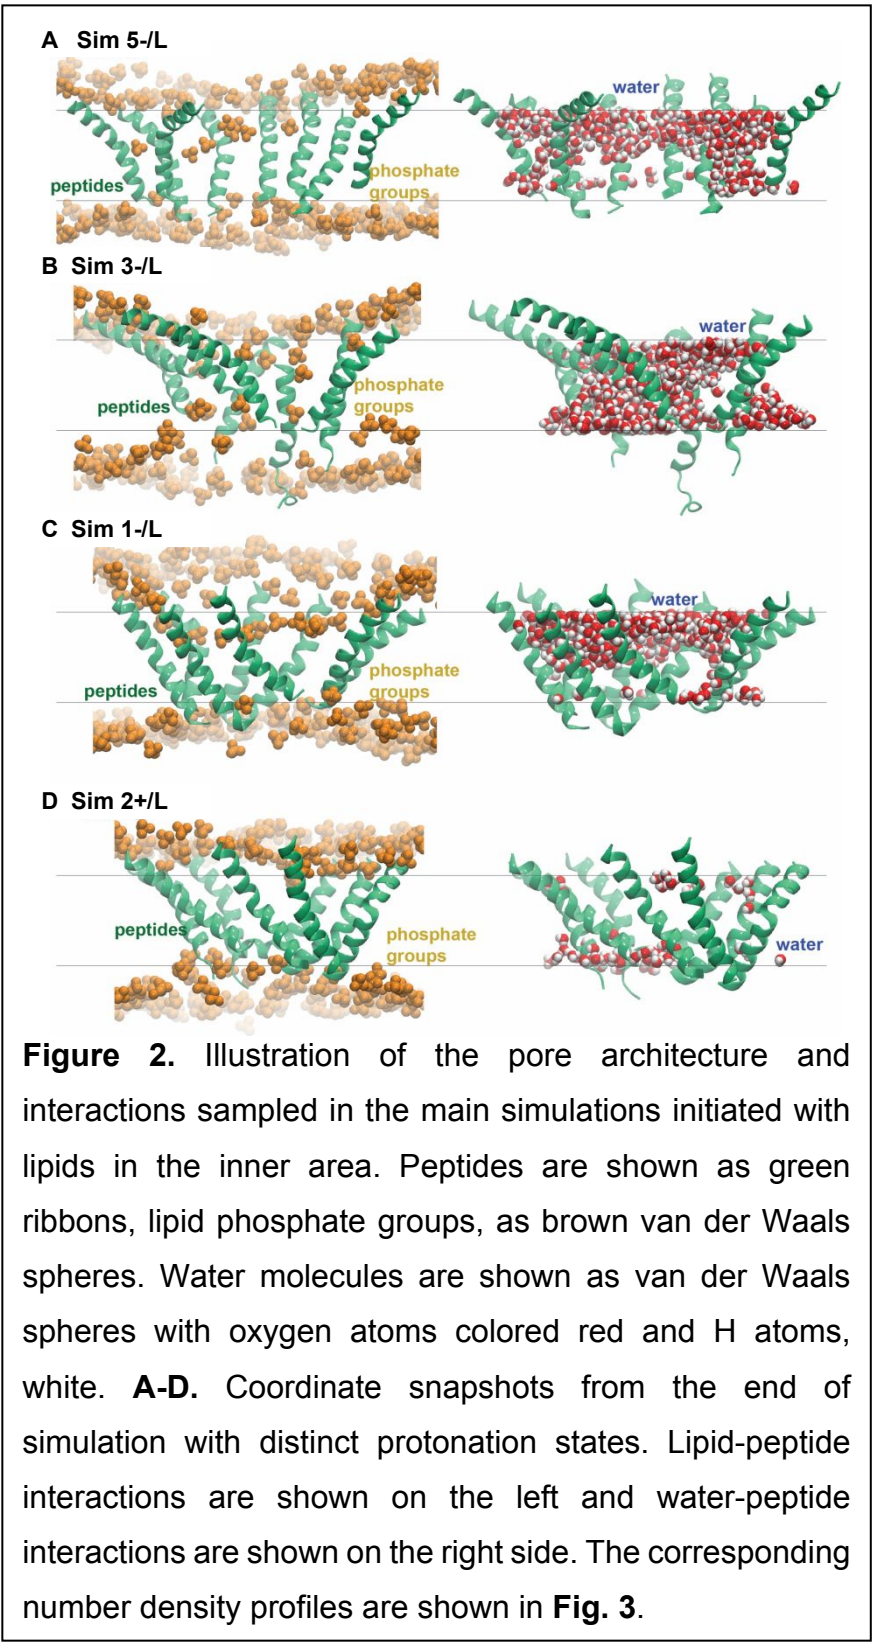 A Sim 5-/L
water
peptides
phosphate
groups
B Sim 3-/L
water
peptides
phosphate
groups
C Sim 1-/L
water
peptides
phosphate
groups
D Sim 2+/L
peptides
phosphate
groups
water
Figure 2. Illustration of the pore architecture and
interactions sampled in the main simulations initiated with
lipids in the inner area. Peptides are shown as green
ribbons, lipid phosphate groups, as brown van der Waals
spheres. Water molecules are shown as van der Waals
spheres with oxygen atoms colored red and H atoms,
white. A-D. Coordinate snapshots from the end of
simulation with distinct protonation states. Lipid-peptide
interactions are shown on the left and water-peptide
interactions are shown on the right side. The corresponding
number density profiles are shown in Fig. 3.